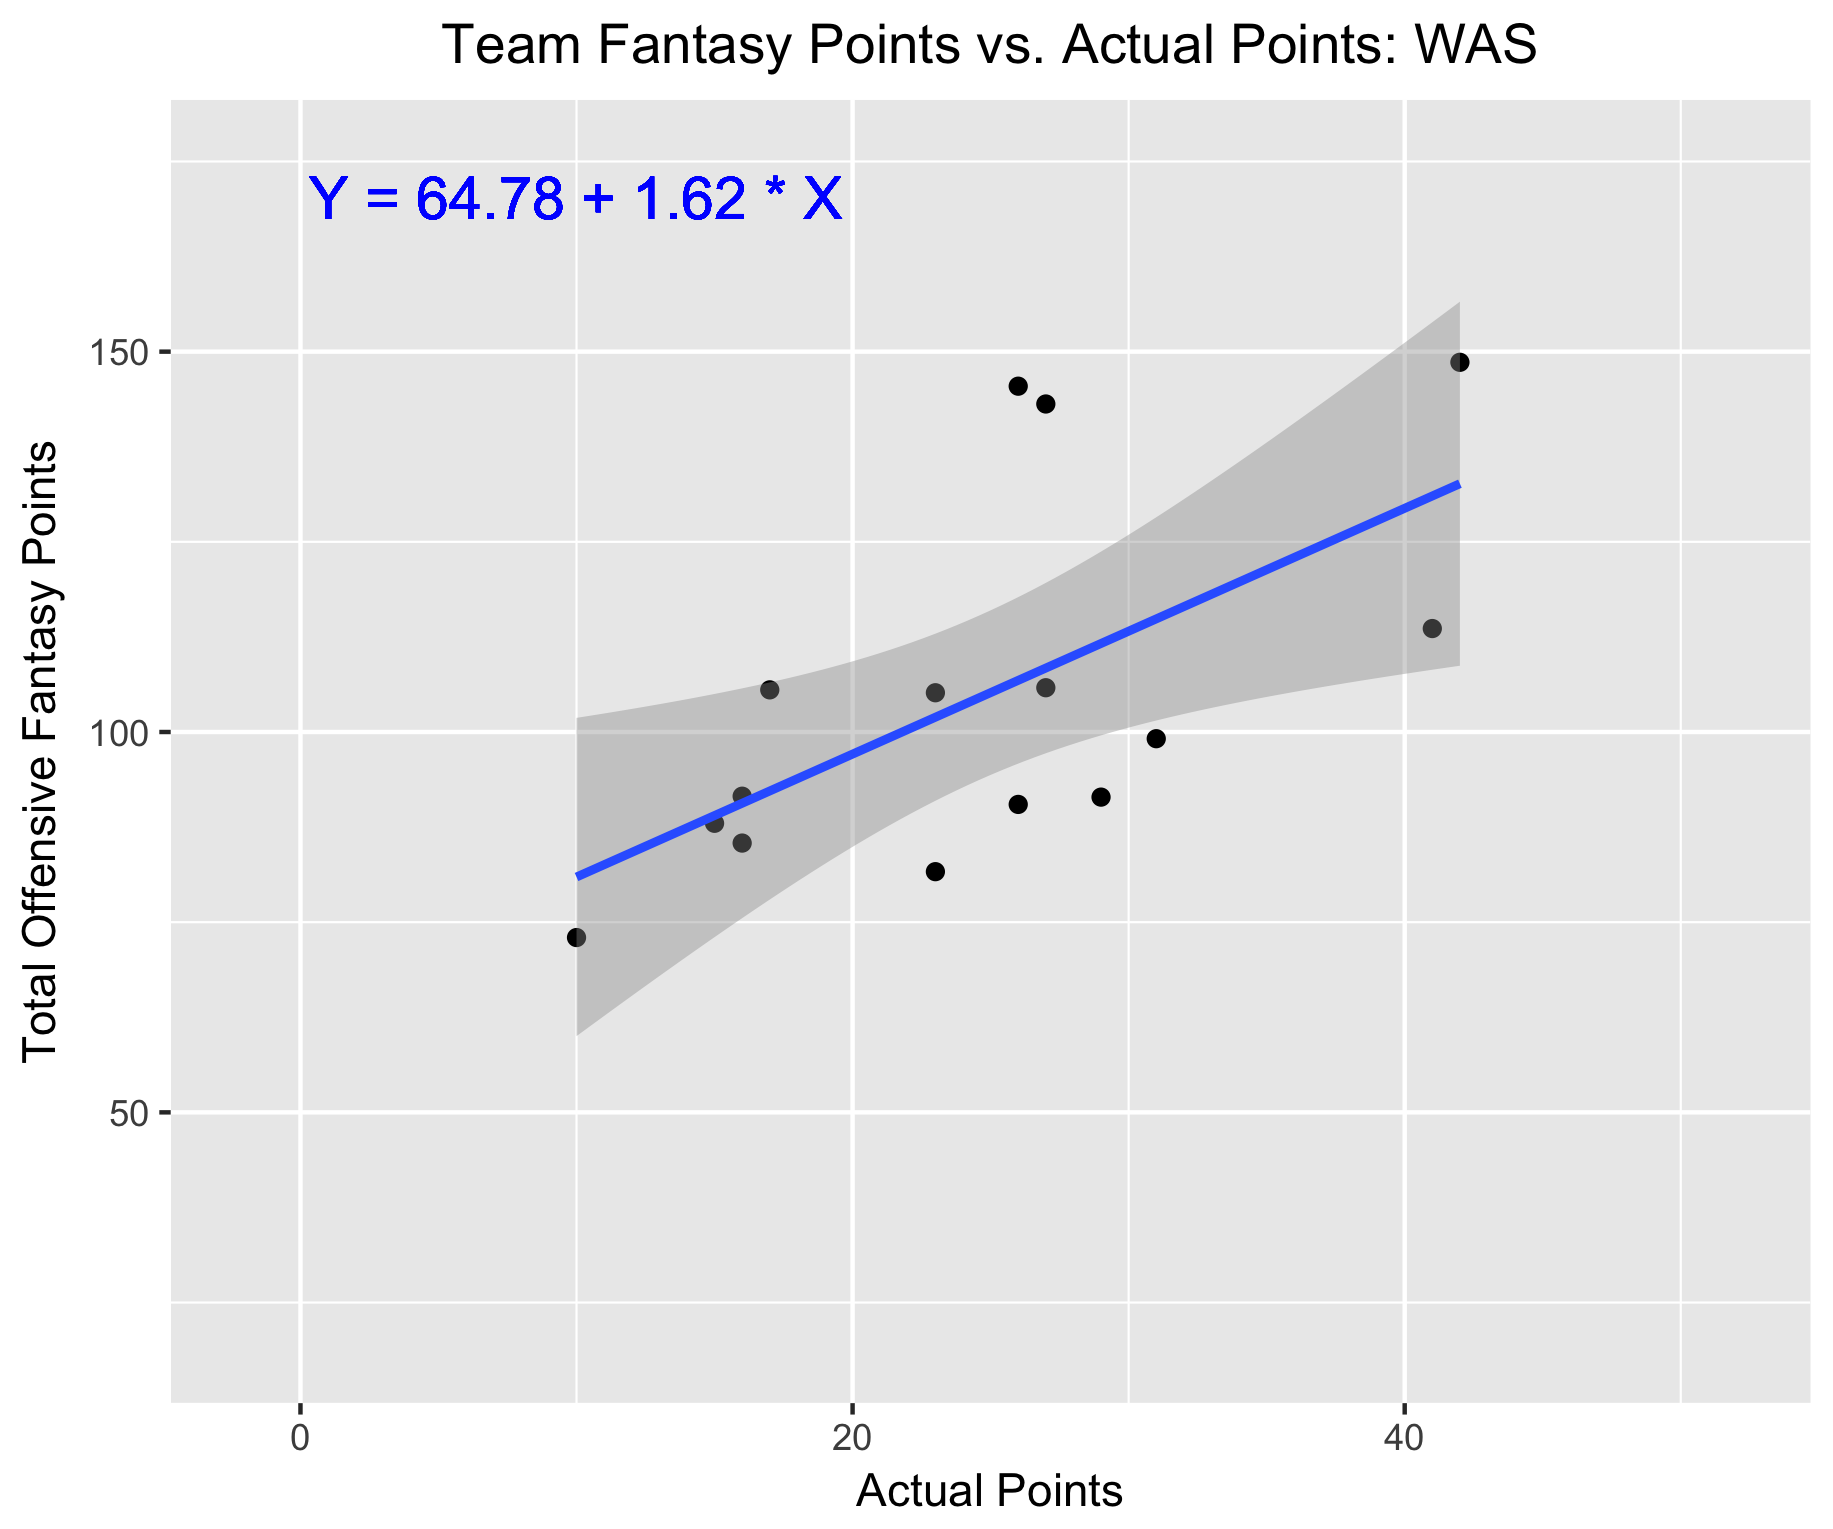 Team Fantasy Points vs. Actual Points: WAS
Y = 64.78 + 1.62 * X
Total Offensive Fantasy Points
150
100
50
0 20 40
Actual Points